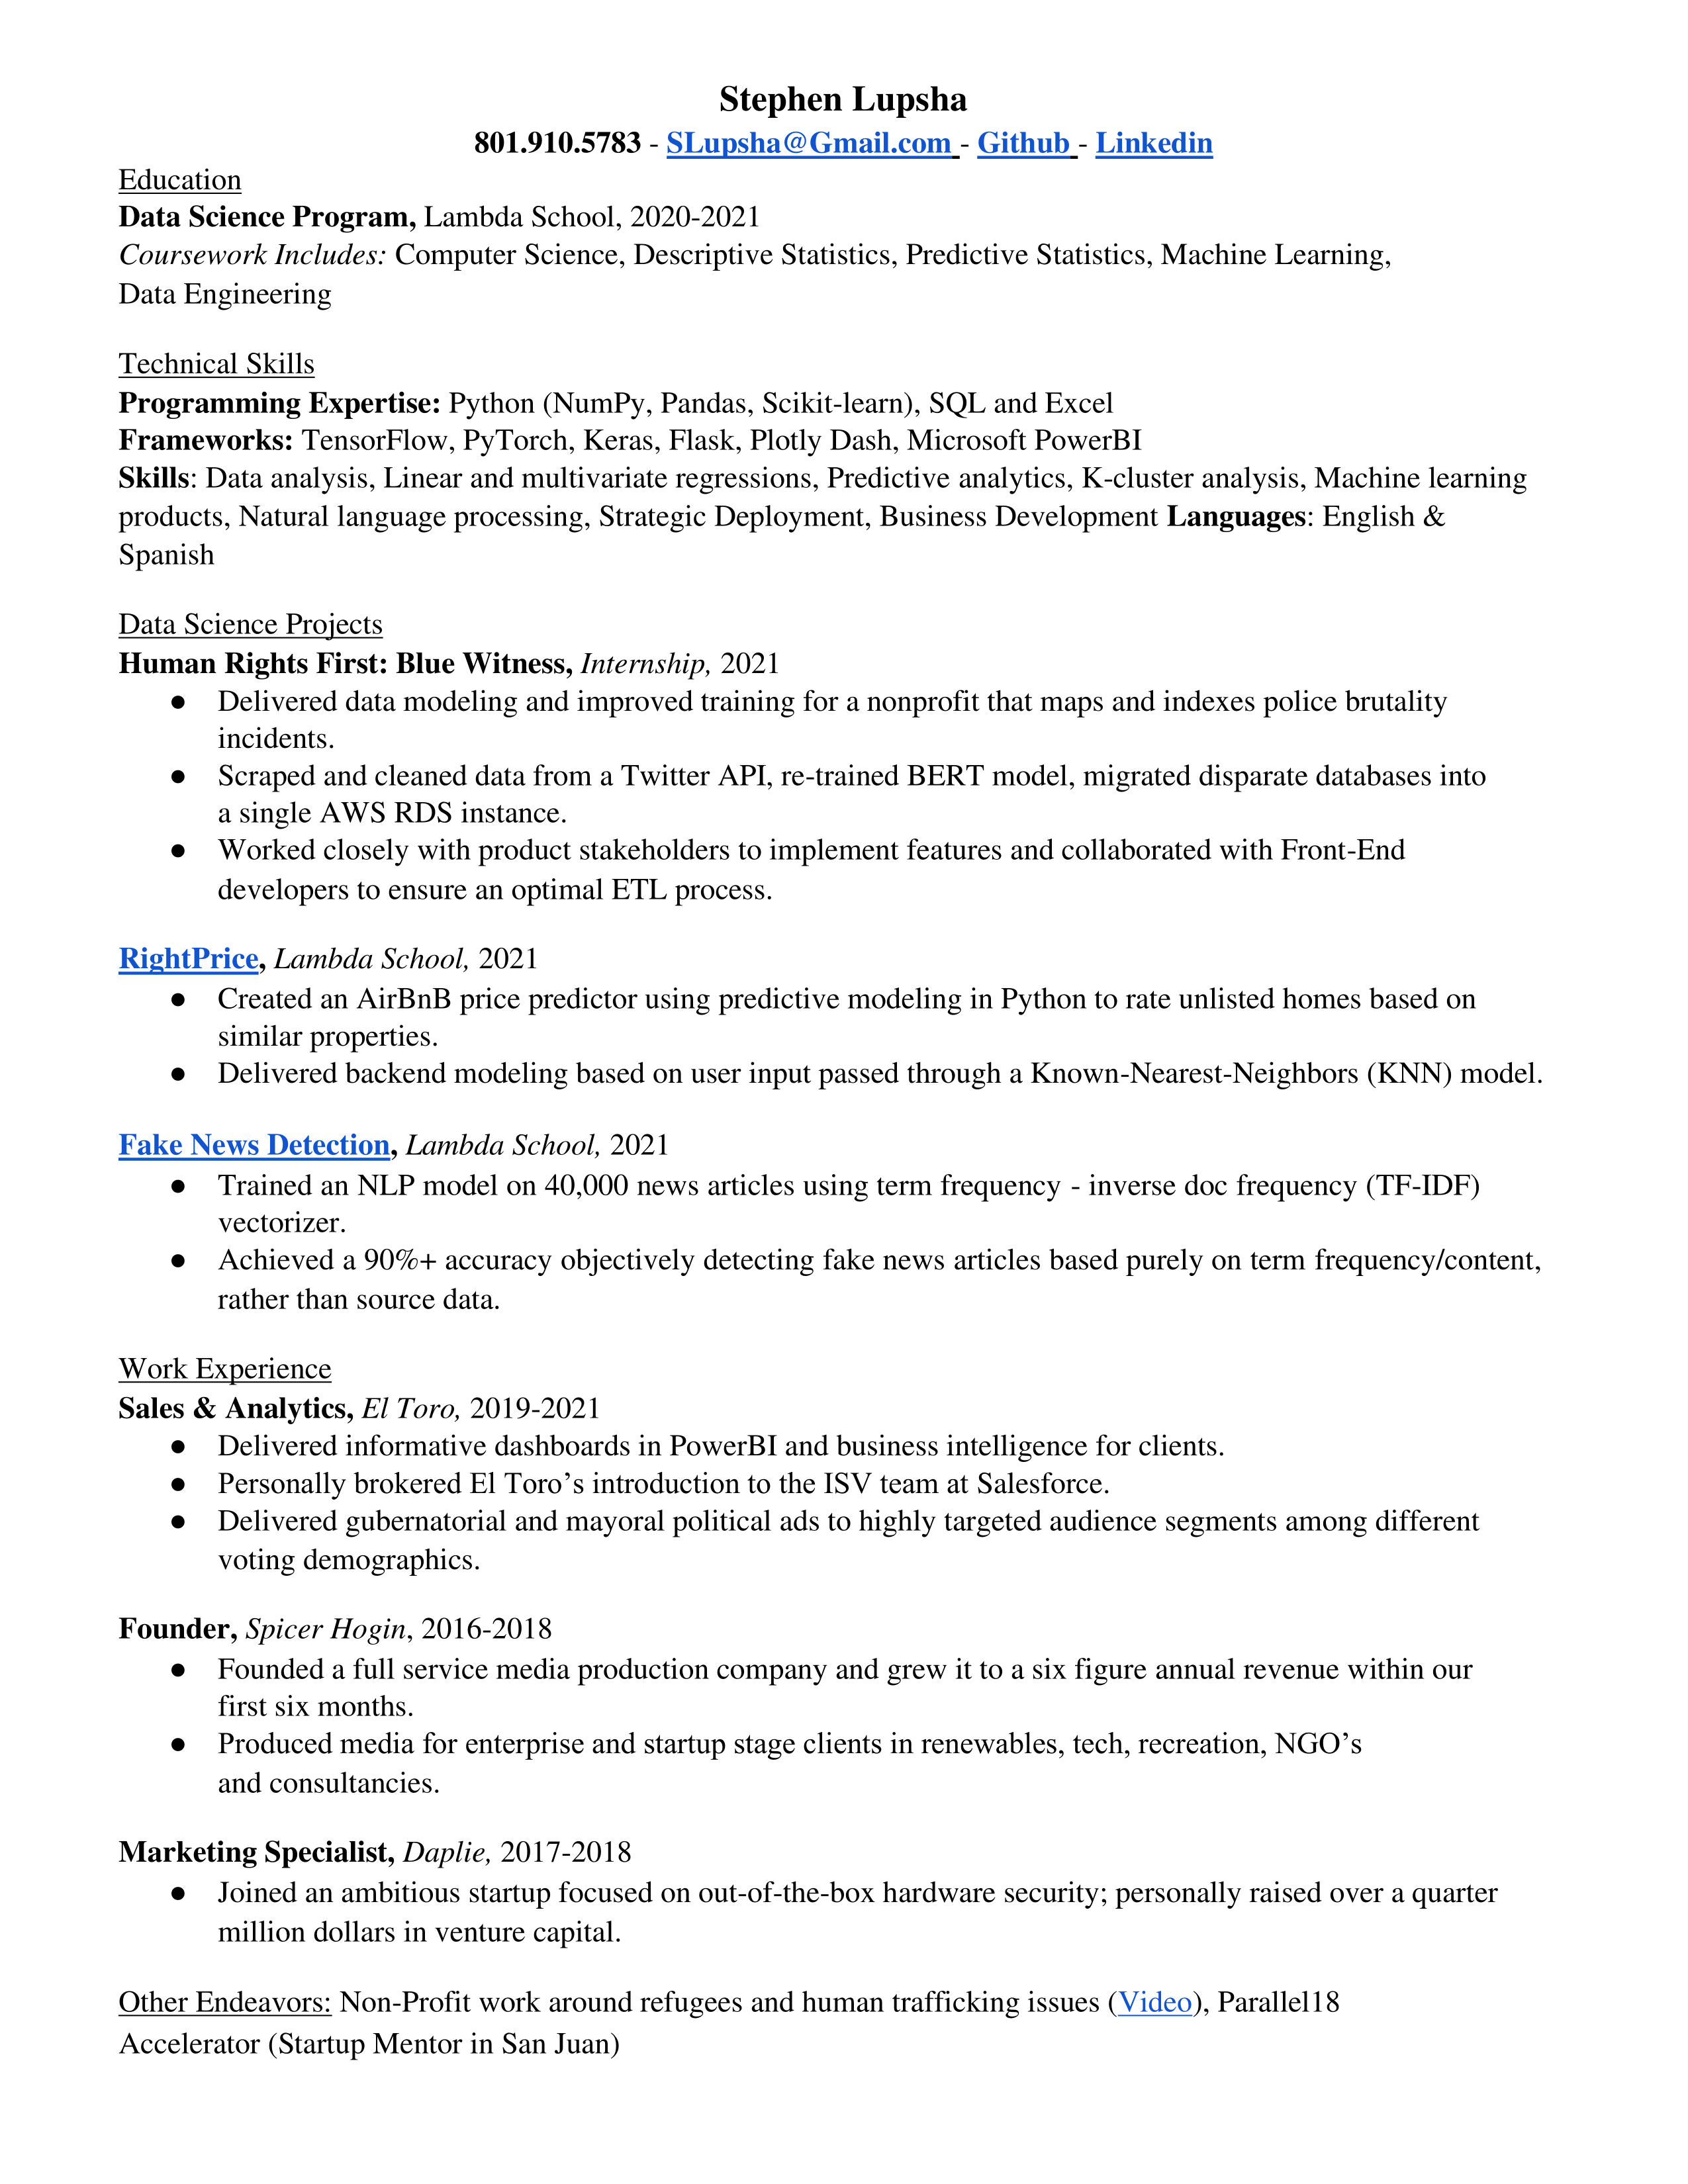 Stephen Lupsha
801.910.5783 - SLupsha@Gmail.com - Github - Linkedin
Education
Data Science Program, Lambda School, 2020-2021
Coursework Includes: Computer Science, Descriptive Statistics, Predictive Statistics, Machine Learning,
Data Engineering
Technical Skills
Programming Expertise: Python (NumPy, Pandas, Scikit-learn), SQL and Excel
Frameworks: TensorFlow, PyTorch, Keras, Flask, Plotly Dash, Microsoft PowerBI
Skills: Data analysis, Linear and multivariate regressions, Predictive analytics, K-cluster analysis, Machine learning
products, Natural language processing, Strategic Deployment, Business Development Languages: English &
Spanish
Data Science Projects
Human Rights First: Blue Witness, Internship, 2021
● Delivered data modeling and improved training for a nonprofit that maps and indexes police brutality
incidents.
● Scraped and cleaned data from a Twitter API, re-trained BERT model, migrated disparate databases into
a single AWS RDS instance.
● Worked closely with product stakeholders to implement features and collaborated with Front-End
developers to ensure an optimal ETL process.
RightPrice, Lambda School, 2021
● Created an AirBnB price predictor using predictive modeling in Python to rate unlisted homes based on
similar properties.
● Delivered backend modeling based on user input passed through a Known-Nearest-Neighbors (KNN) model.
Fake News Detection, Lambda School, 2021
● Trained an NLP model on 40,000 news articles using term frequency - inverse doc frequency (TF-IDF)
vectorizer.
● Achieved a 90%+ accuracy objectively detecting fake news articles based purely on term frequency/content,
rather than source data.
Work Experience
Sales & Analytics, El Toro, 2019-2021
● Delivered informative dashboards in PowerBI and business intelligence for clients.
● Personally brokered El Toro’s introduction to the ISV team at Salesforce.
● Delivered gubernatorial and mayoral political ads to highly targeted audience segments among different
voting demographics.
Founder, Spicer Hogin, 2016-2018
● Founded a full service media production company and grew it to a six figure annual revenue within our
first six months.
● Produced media for enterprise and startup stage clients in renewables, tech, recreation, NGO’s
and consultancies.
Marketing Specialist, Daplie, 2017-2018
● Joined an ambitious startup focused on out-of-the-box hardware security; personally raised over a quarter
million dollars in venture capital.
Other Endeavors: Non-Profit work around refugees and human trafficking issues (Video), Parallel18
Accelerator (Startup Mentor in San Juan)